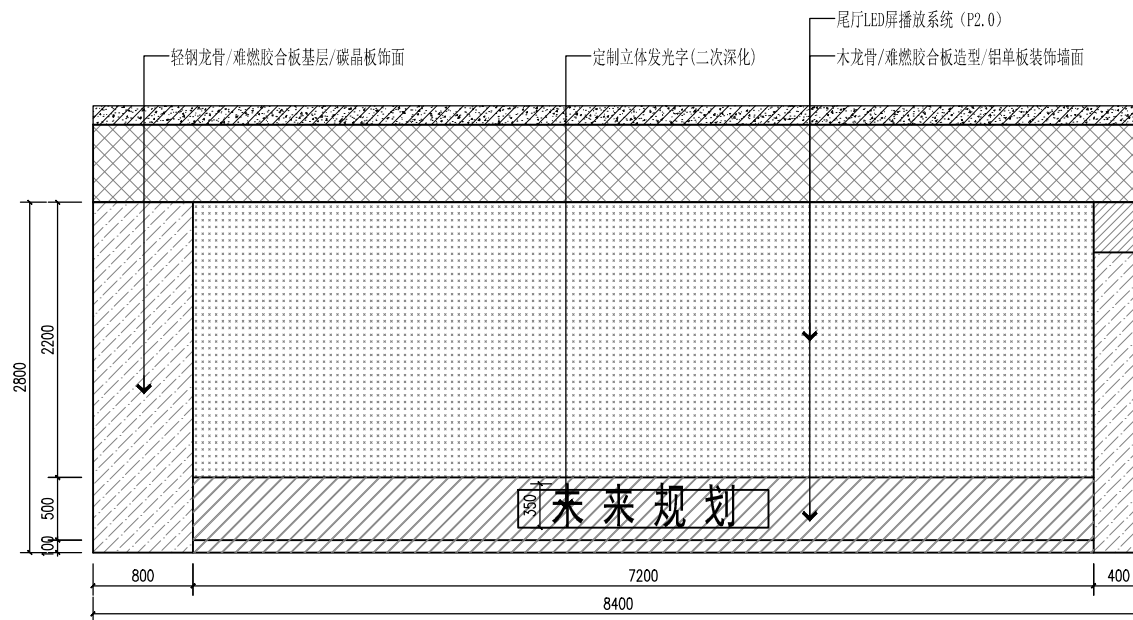 尾厅LED屏播放系统（P2.0）
轻钢龙骨/难燃胶合板基层/碳晶板饰面
定制立体发光字(二次深化)
木龙骨/难燃胶合板造型/铝单板装饰墙面
2800
2200
500
100
350
未来规划
800
7200
400
8400